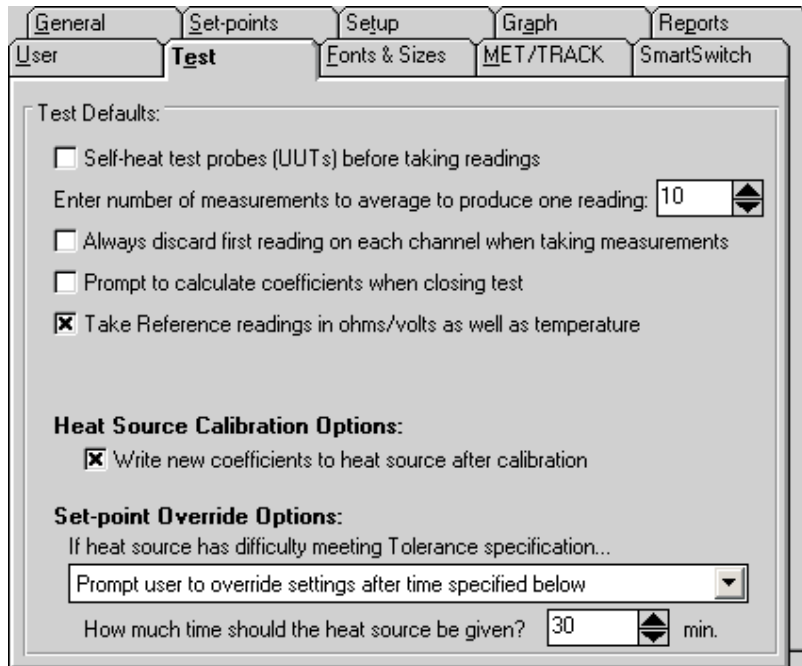 General Set-points Setup Graph Reports
User Test Fonts & Sizes MET/TRACK SmartSwitch
Test Defaults:
Self-heat test probes (UUTs) before taking readings
Enter number of measurements to average to produce one reading: 10
Always discard first reading on each channel when taking measurements
Prompt to calculate coefficients when closing test
Take Reference readings in ohms/volts as well as temperature
Heat Source Calibration Options:
Write new coefficients to heat source after calibration
Set-point Override Options:
If heat source has difficulty meeting Tolerance specification...
Prompt user to override settings after time specified below
How much time should the heat source be given? 30 min.